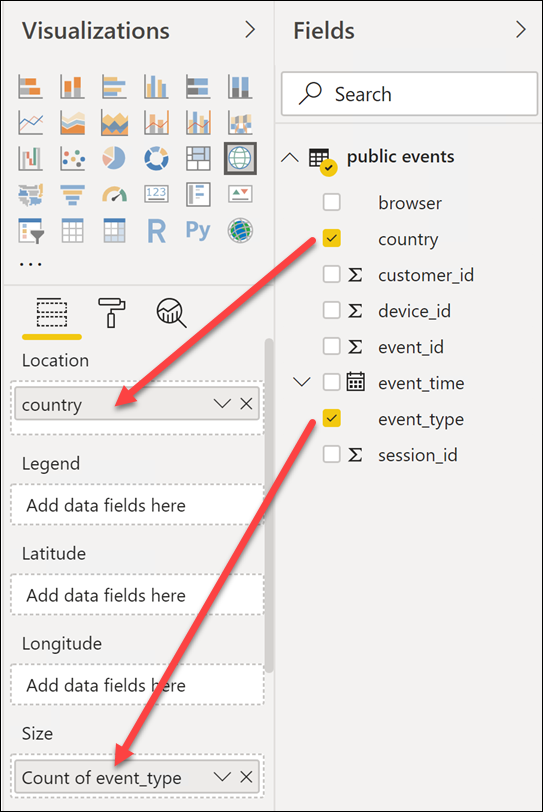 Visualizations
123
R
Py
Location
country
Legend
Add data fields here
Latitude
Add data fields here
Longitude
Add data fields here
Size
Count of event_type
Fields
Search
public events
browser
country
Σ customer_id
Σ device_id
Σ event_id
event_time
event_type
Σ session_id